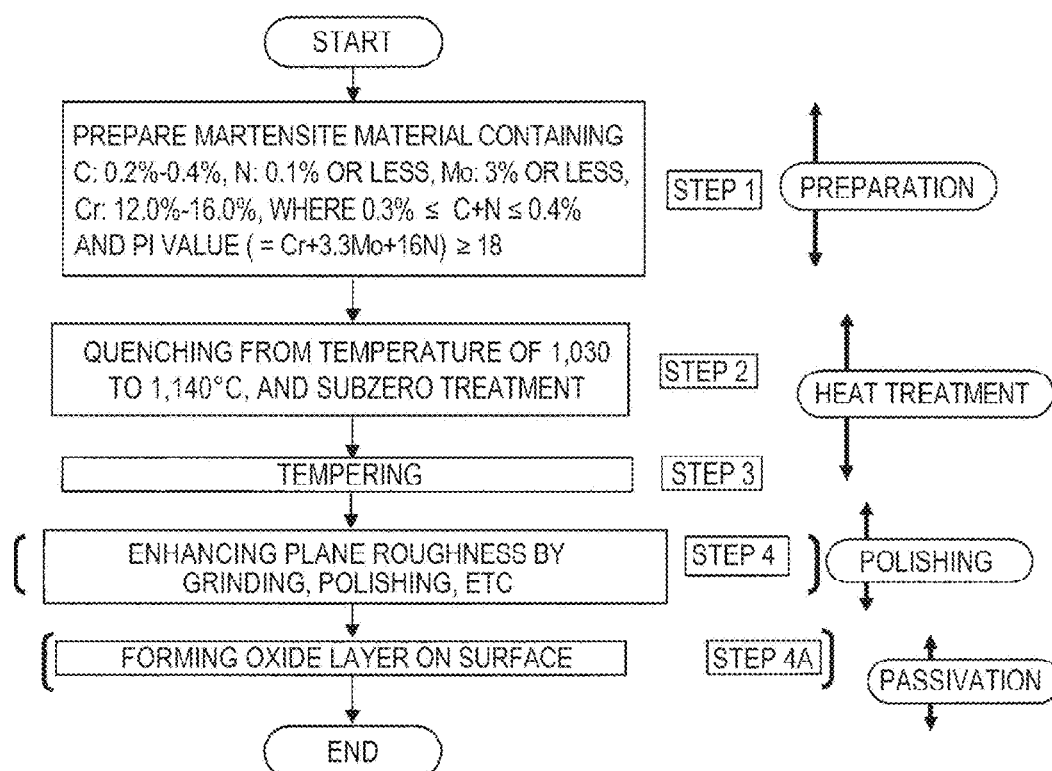 START
PREPARE MARTENSITE MATERIAL CONTAINING
C: 0.2%-0.4%, N: 0.1% OR LESS, Mo: 3% OR LESS,
Cr: 12.0%-16.0%, WHERE 0.3% ≤ C+N ≤ 0.4%
AND PI VALUE ( = Cr+3.3Mo+16N) ≥ 18
STEP 1
PREPARATION
QUENCHING FROM TEMPERATURE OF 1,030
TO 1,140°C, AND SUBZERO TREATMENT
STEP 2
HEAT TREATMENT
TEMPERING
STEP 3
ENHANCING PLANE ROUGHNESS BY
GRINDING, POLISHING, ETC
STEP 4
POLISHING
FORMING OXIDE LAYER ON SURFACE
STEP 4A
PASSIVATION
END